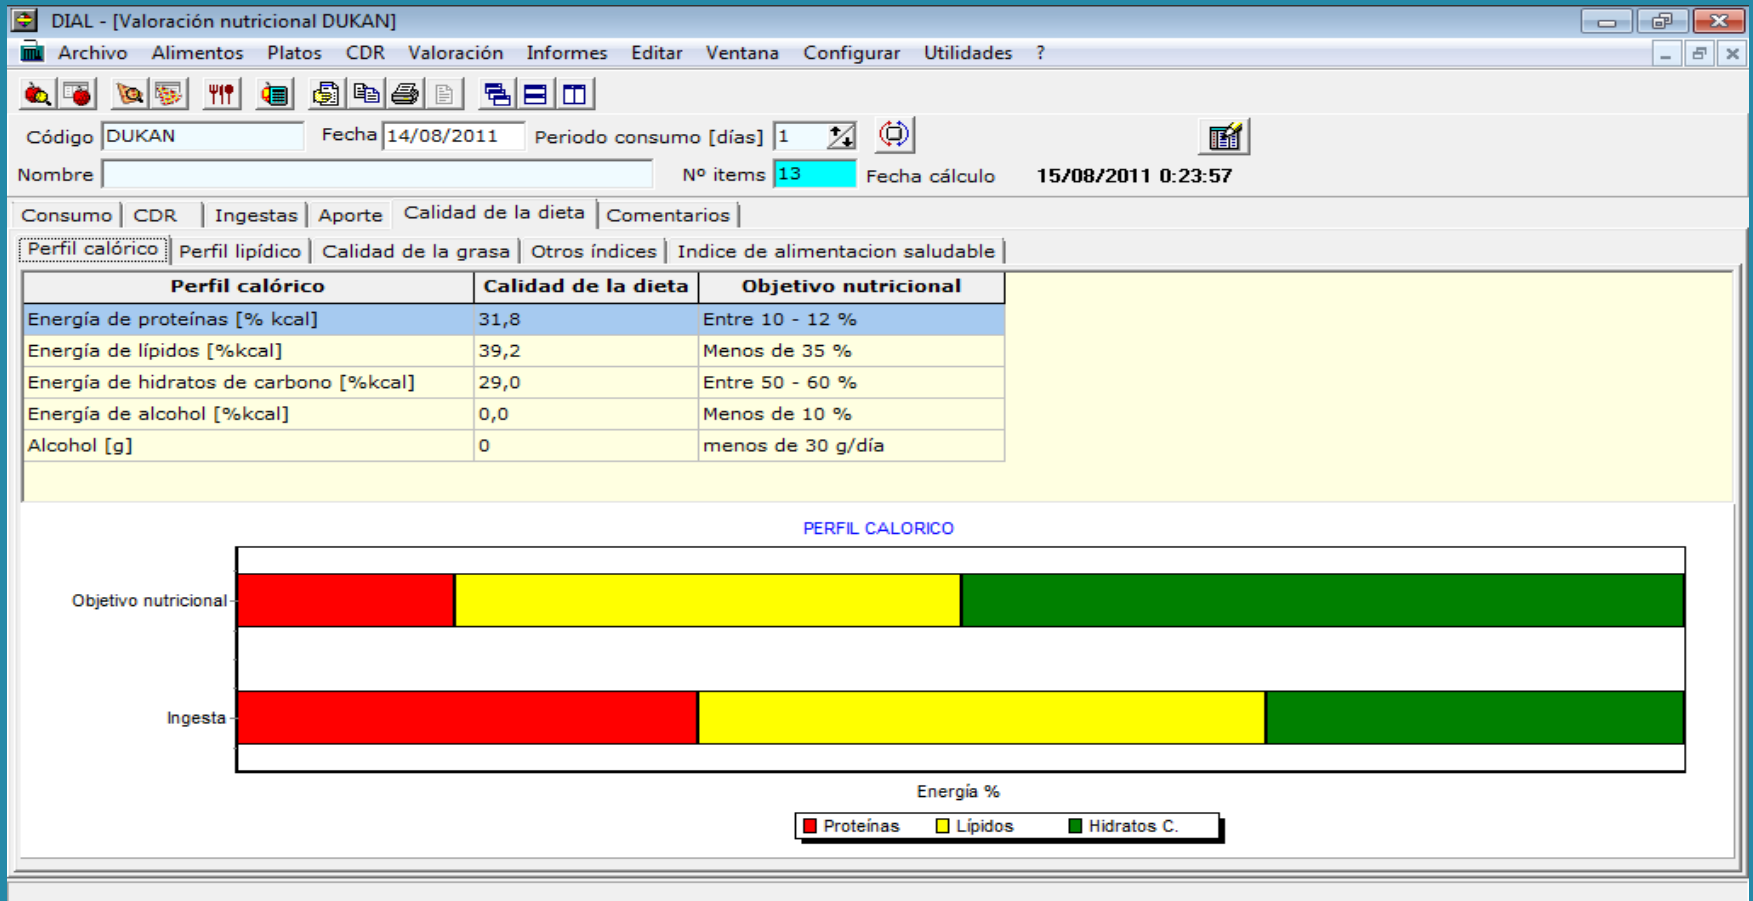 DIAL - [Valoración nutricional DUKAN]
Archivo Alimentos Platos CDR Valoración Informes Editar Ventana Configurar Utilidades ?
Código DUKAN Fecha 14/08/2011 Periodo consumo [días] 1
Nombre Nº items 13 Fecha cálculo 15/08/2011 0:23:57
Consumo CDR Ingestas Aporte Calidad de la dieta Comentarios
Perfil calórico Perfil lipídico Calidad de la grasa Otros índices Indice de alimentacion saludable
Perfil calórico Calidad de la dieta Objetivo nutricional
Energía de proteínas [% kcal] 31,8 Entre 10 - 12 %
Energía de lípidos [%kcal] 39,2 Menos de 35 %
Energía de hidratos de carbono [%kcal] 29,0 Entre 50 - 60 %
Energía de alcohol [%kcal] 0,0 Menos de 10 %
Alcohol [g] 0 menos de 30 g/día
PERFIL CALORICO
Objetivo nutricional
Ingesta
Energía %
Proteínas Lípidos Hidratos C.